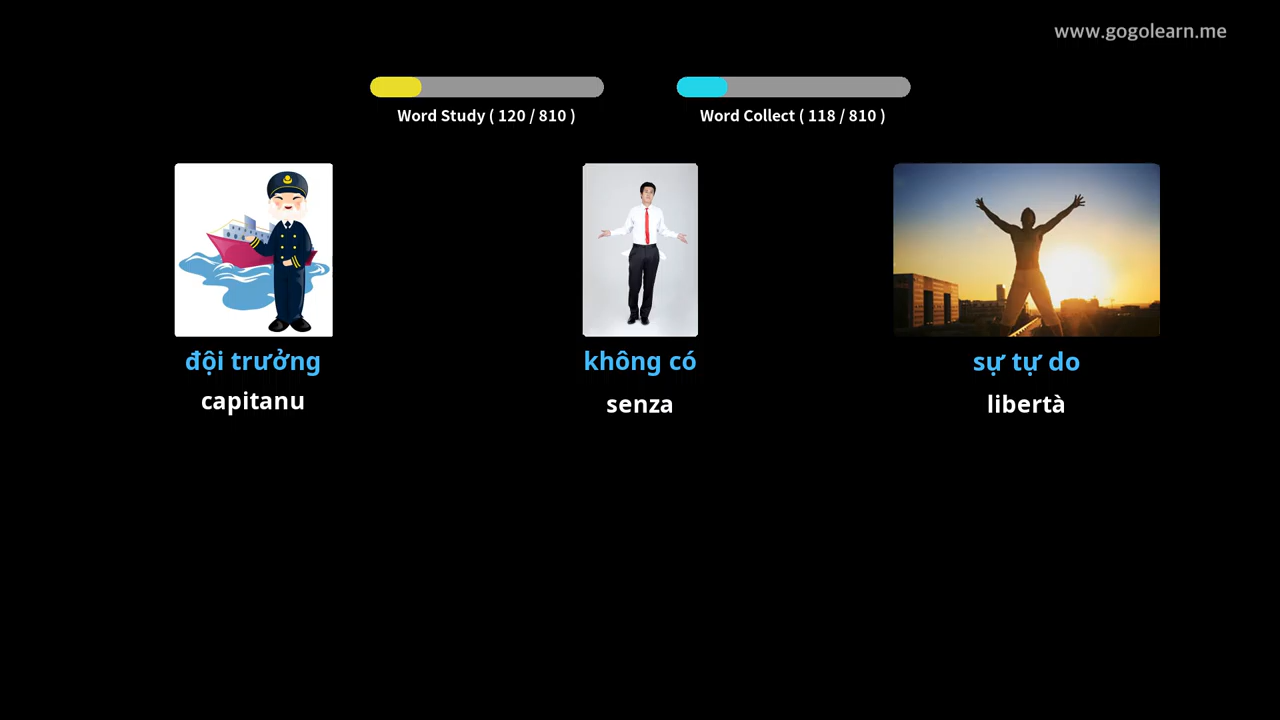 www.gogolearn.me
Word Study ( 120 / 810 )
Word Collect ( 118 / 810 )
đội trưởng
capitanu
không có
senza
sự tự do
libertà